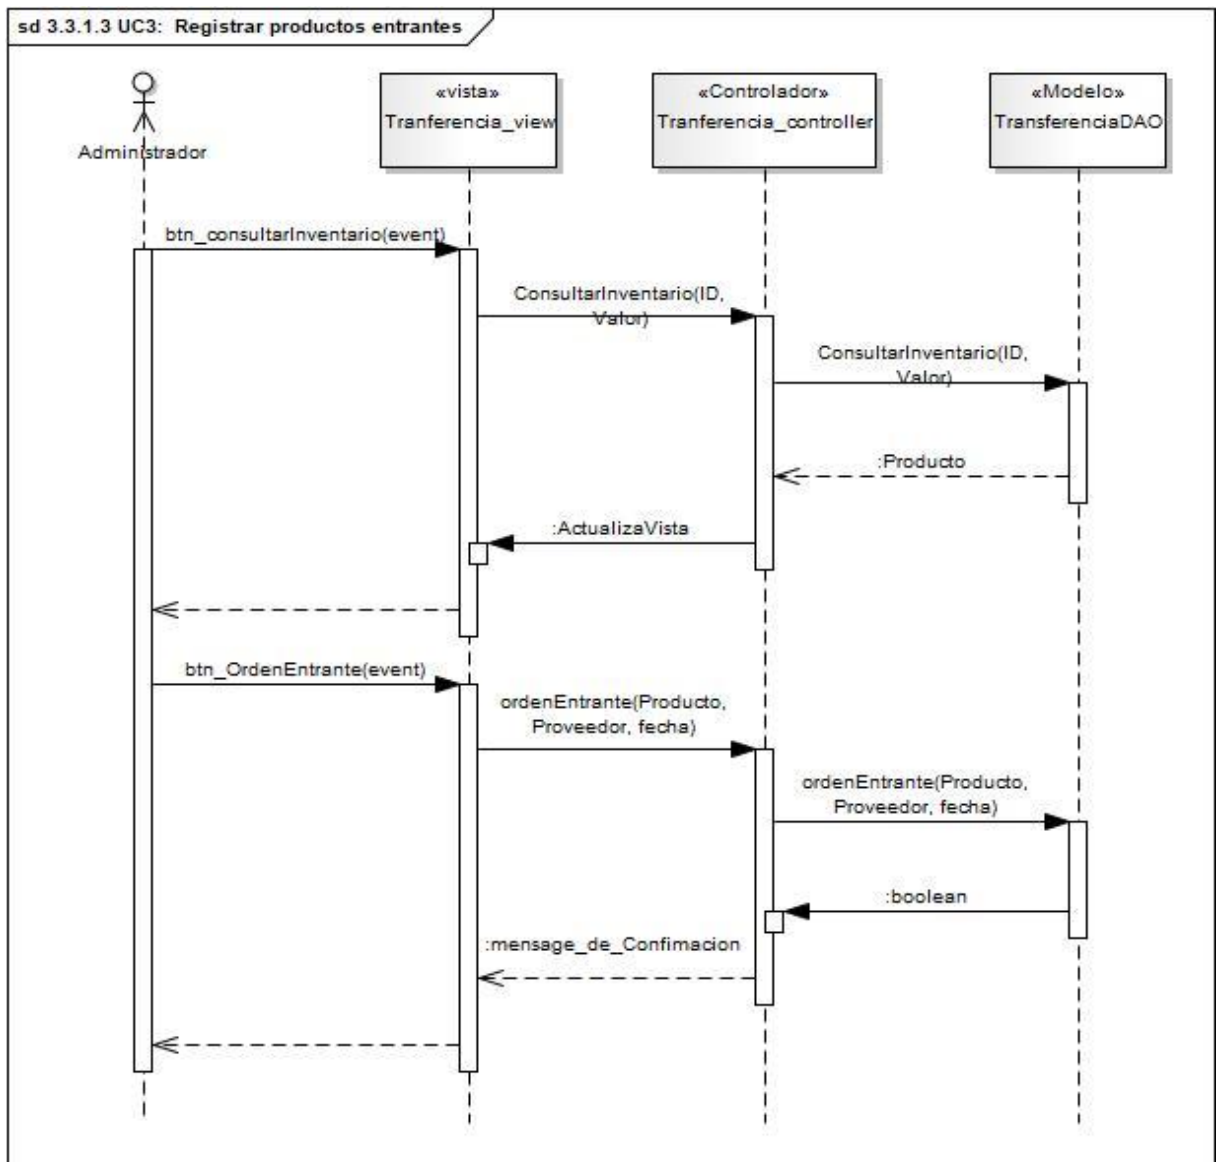 sd 3.3.1.3 UC3:  Registrar productos entrantes
«vista»
Tranferencia_view
«Controlador»
Tranferencia_controller
«Modelo»
TransferenciaDAO
Administrador
btn_consultarInventario(event)
ConsultarInventario(ID,
Valor)
ConsultarInventario(ID,
Valor)
:Producto
:ActualizaVista
btn_OrdenEntrante(event)
ordenEntrante(Producto,
Proveedor, fecha)
ordenEntrante(Producto,
Proveedor, fecha)
:boolean
:mensage_de_Confimacion